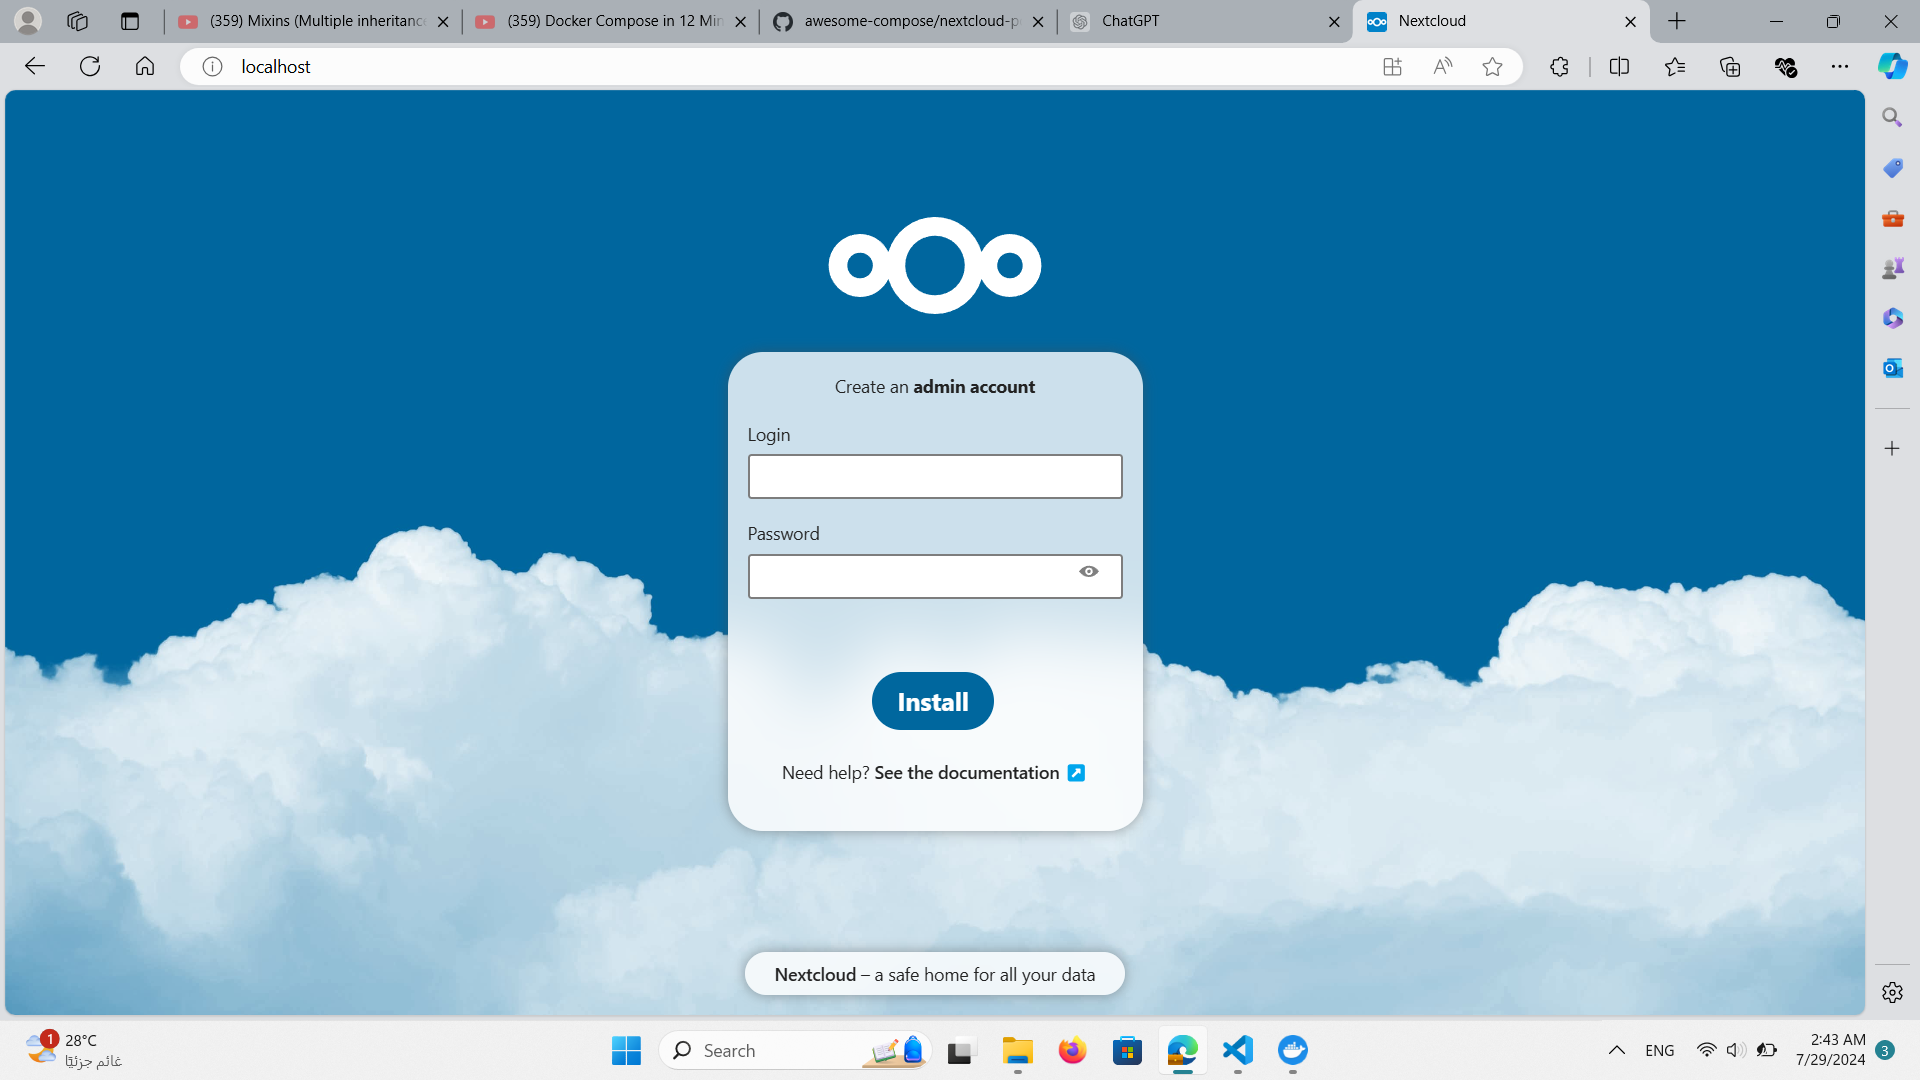 (359) Mixins (Multiple inheritance
(359) Docker Compose in 12 Min
awesome-compose/nextcloud-p
ChatGPT
Nextcloud
localhost
Create an admin account
Login
Password
Install
Need help? See the documentation
Nextcloud – a safe home for all your data
1
28°C
غائم جزئيًا
Search
ENG
2:43 AM
7/29/2024
3